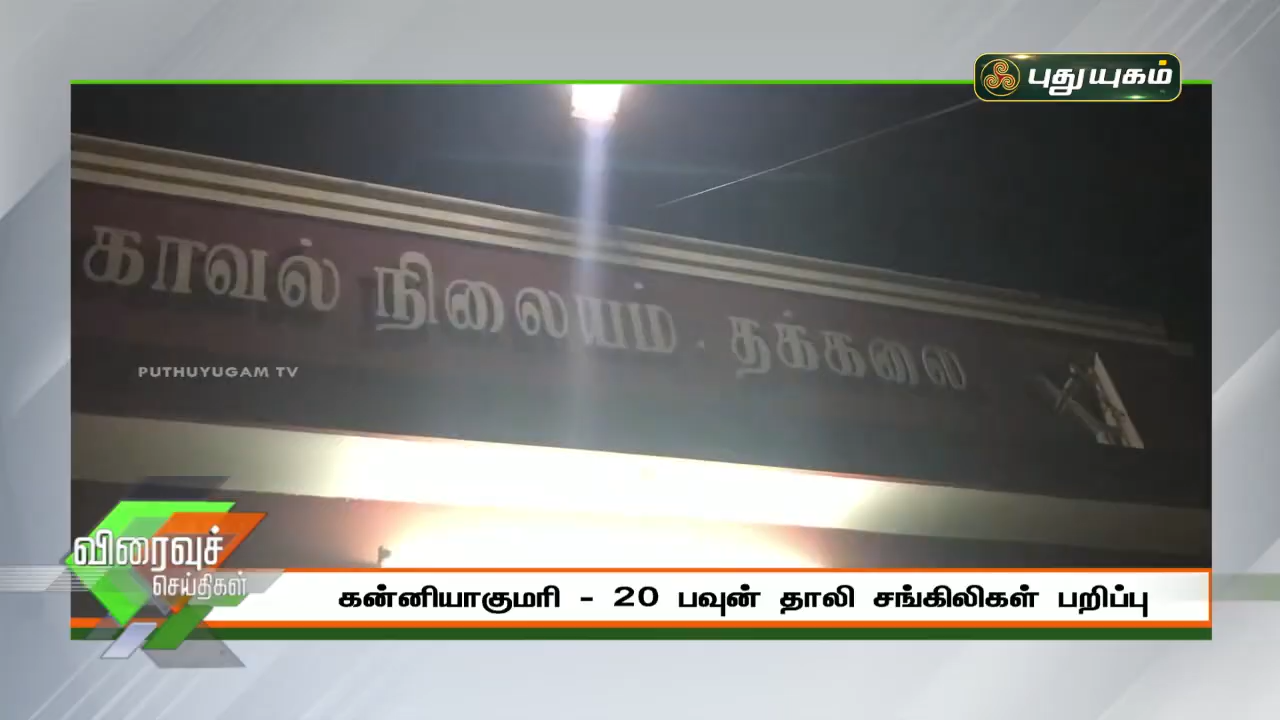 புதுயுகம்
காவல் நிலையம் . தக்கலை
PUTHUYUGAM TV
விரைவுச்
செய்திகள்
கன்னியாகுமரி - 20 பவுன் தாலி சங்கிலிகள் பறிப்பு